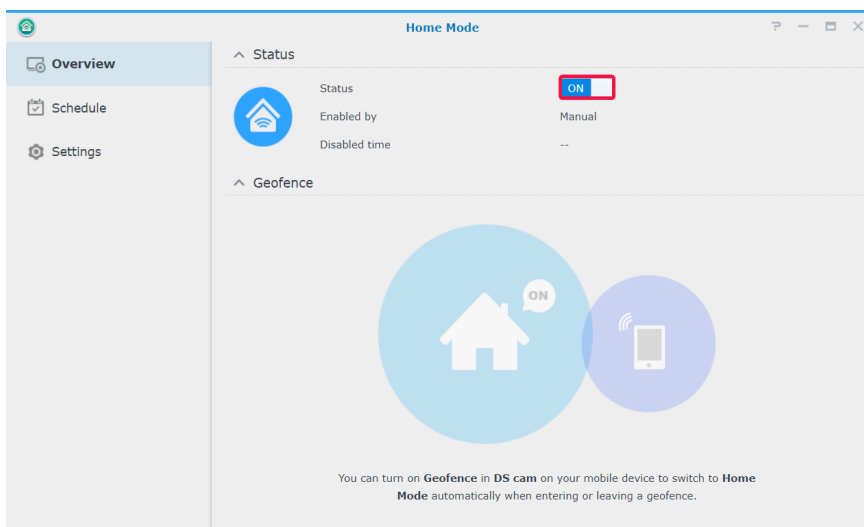 Home Mode
Overview
Schedule
Settings
Status
Status ON
Enabled by Manual
Disabled time --
Geofence
ON
You can turn on Geofence in DS cam on your mobile device to switch to Home
Mode automatically when entering or leaving a geofence.